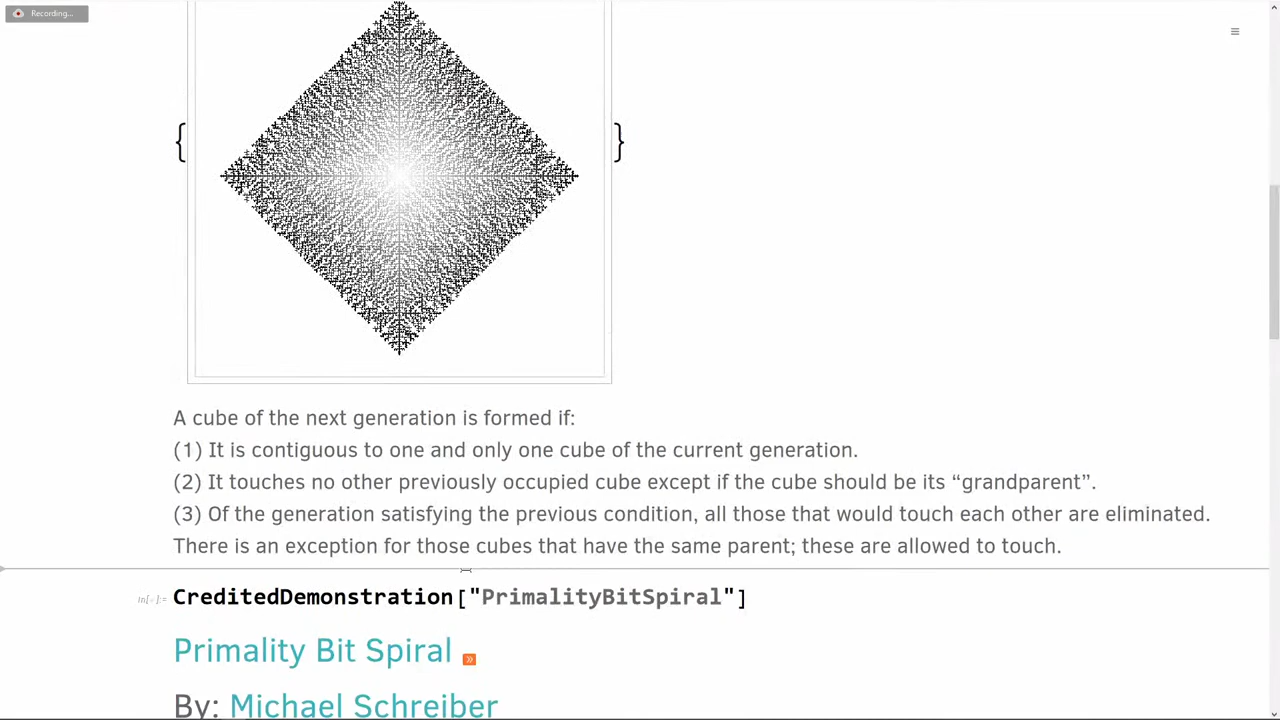 Recording...
{ }
A cube of the next generation is formed if:
(1) It is contiguous to one and only one cube of the current generation.
(2) It touches no other previously occupied cube except if the cube should be its “grandparent”.
(3) Of the generation satisfying the previous condition, all those that would touch each other are eliminated.
There is an exception for those cubes that have the same parent; these are allowed to touch.
In[◦]:= CreditedDemonstration["PrimalityBitSpiral"]
Primality Bit Spiral »
By: Michael Schreiber